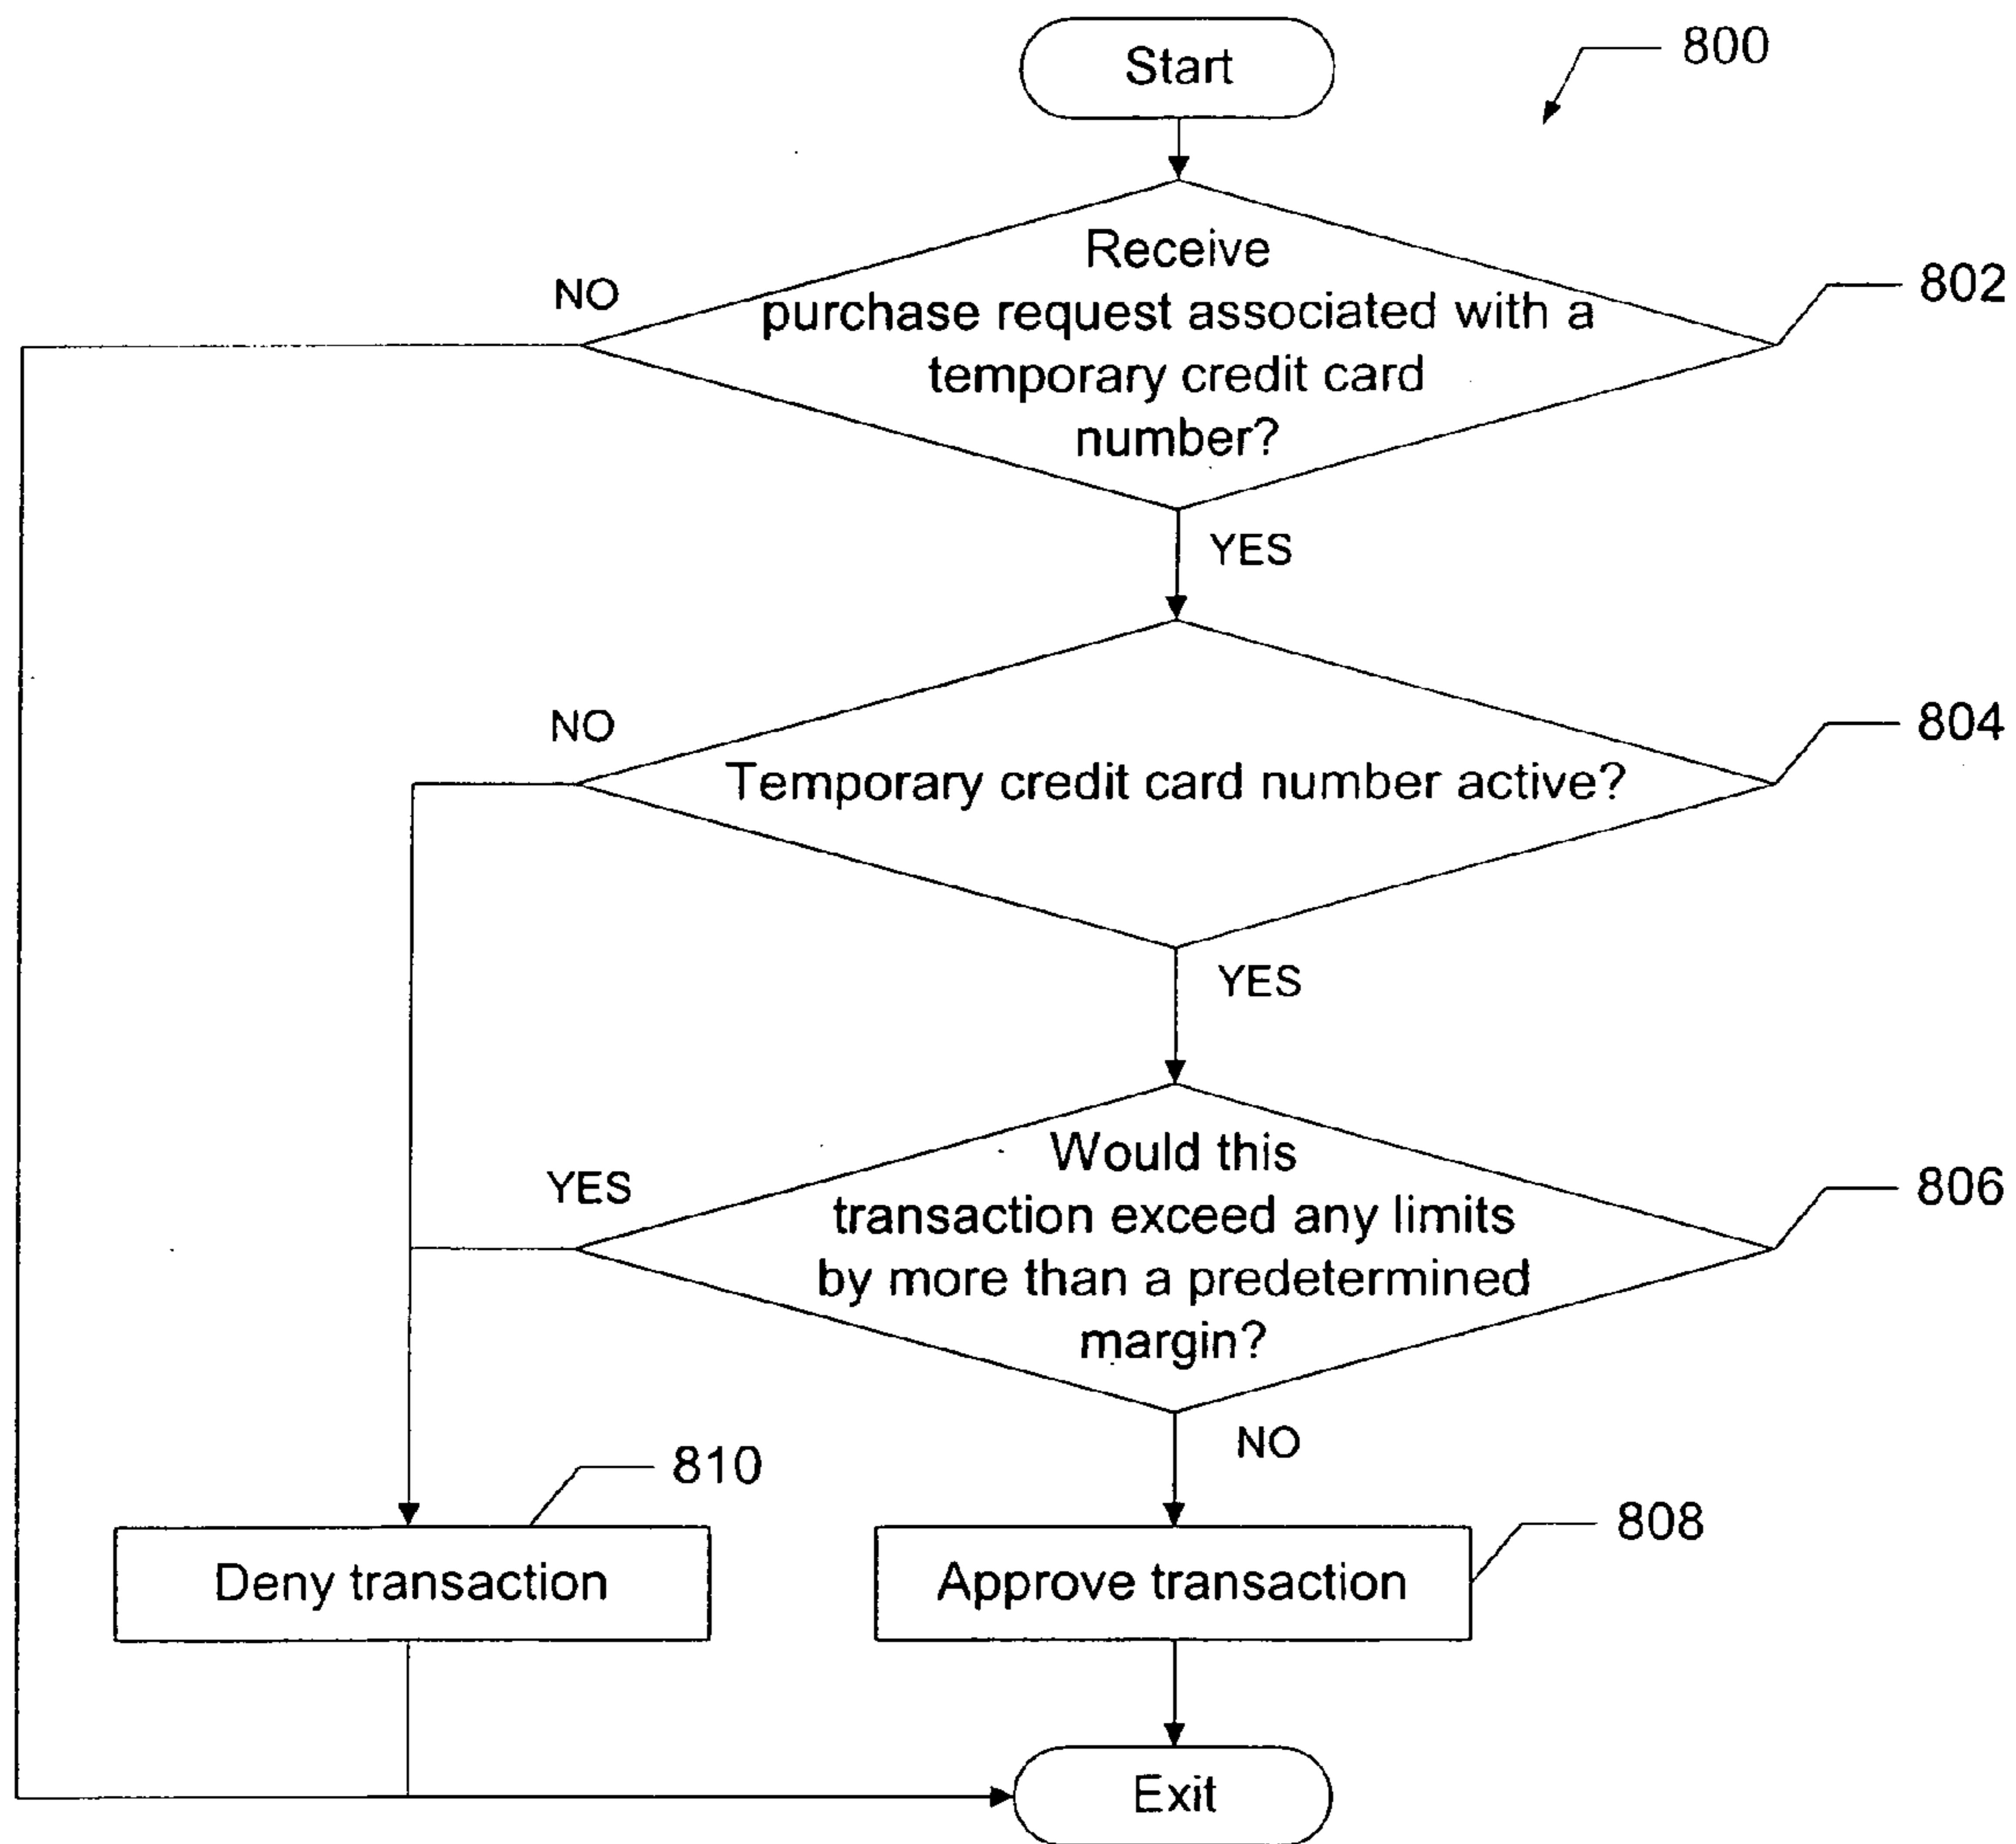 Start
800
Receive
purchase request associated with a
temporary credit card
number?
802
NO
YES
Temporary credit card number active?
804
NO
YES
Would this
transaction exceed any limits
by more than a predetermined
margin?
806
YES
NO
810
Deny transaction
808
Approve transaction
Exit